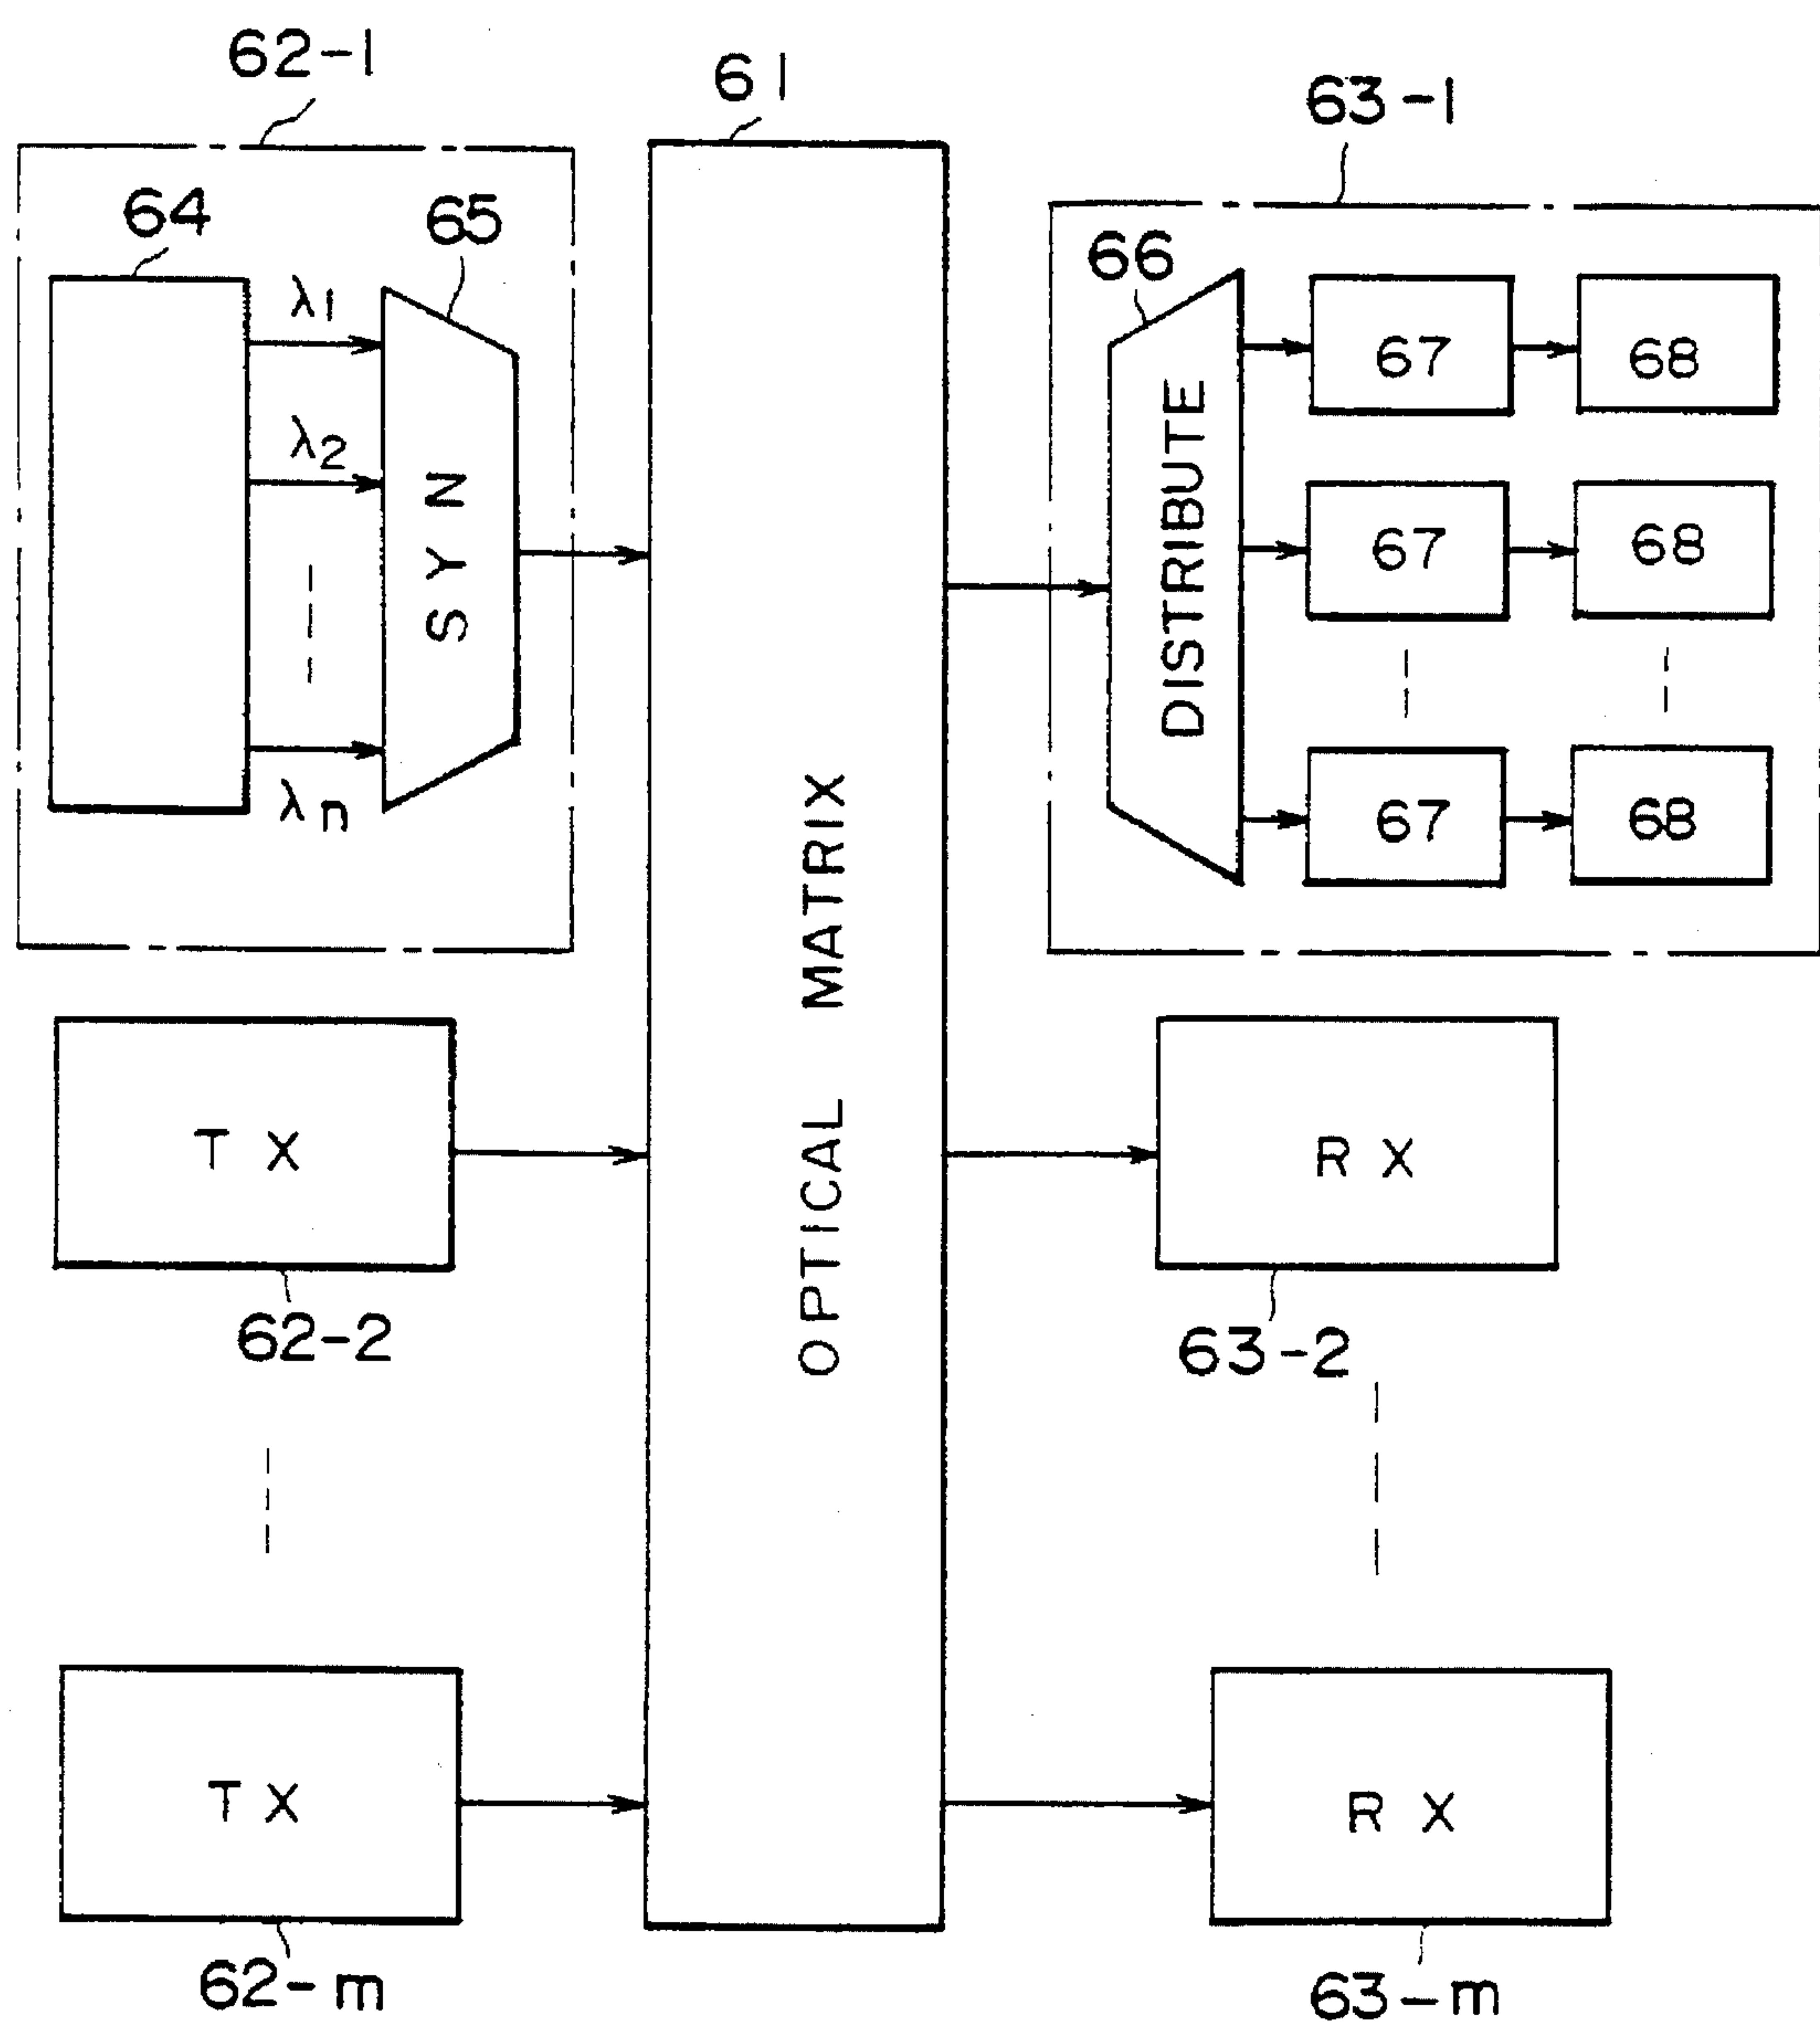 62-1
61
63-1
64
65
66
λ1
λ2
λn
SYN
DISTRIBUTE
67
68
67
68
67
68
OPTICAL MATRIX
TX
RX
62-2
63-2
TX
RX
62-m
63-m